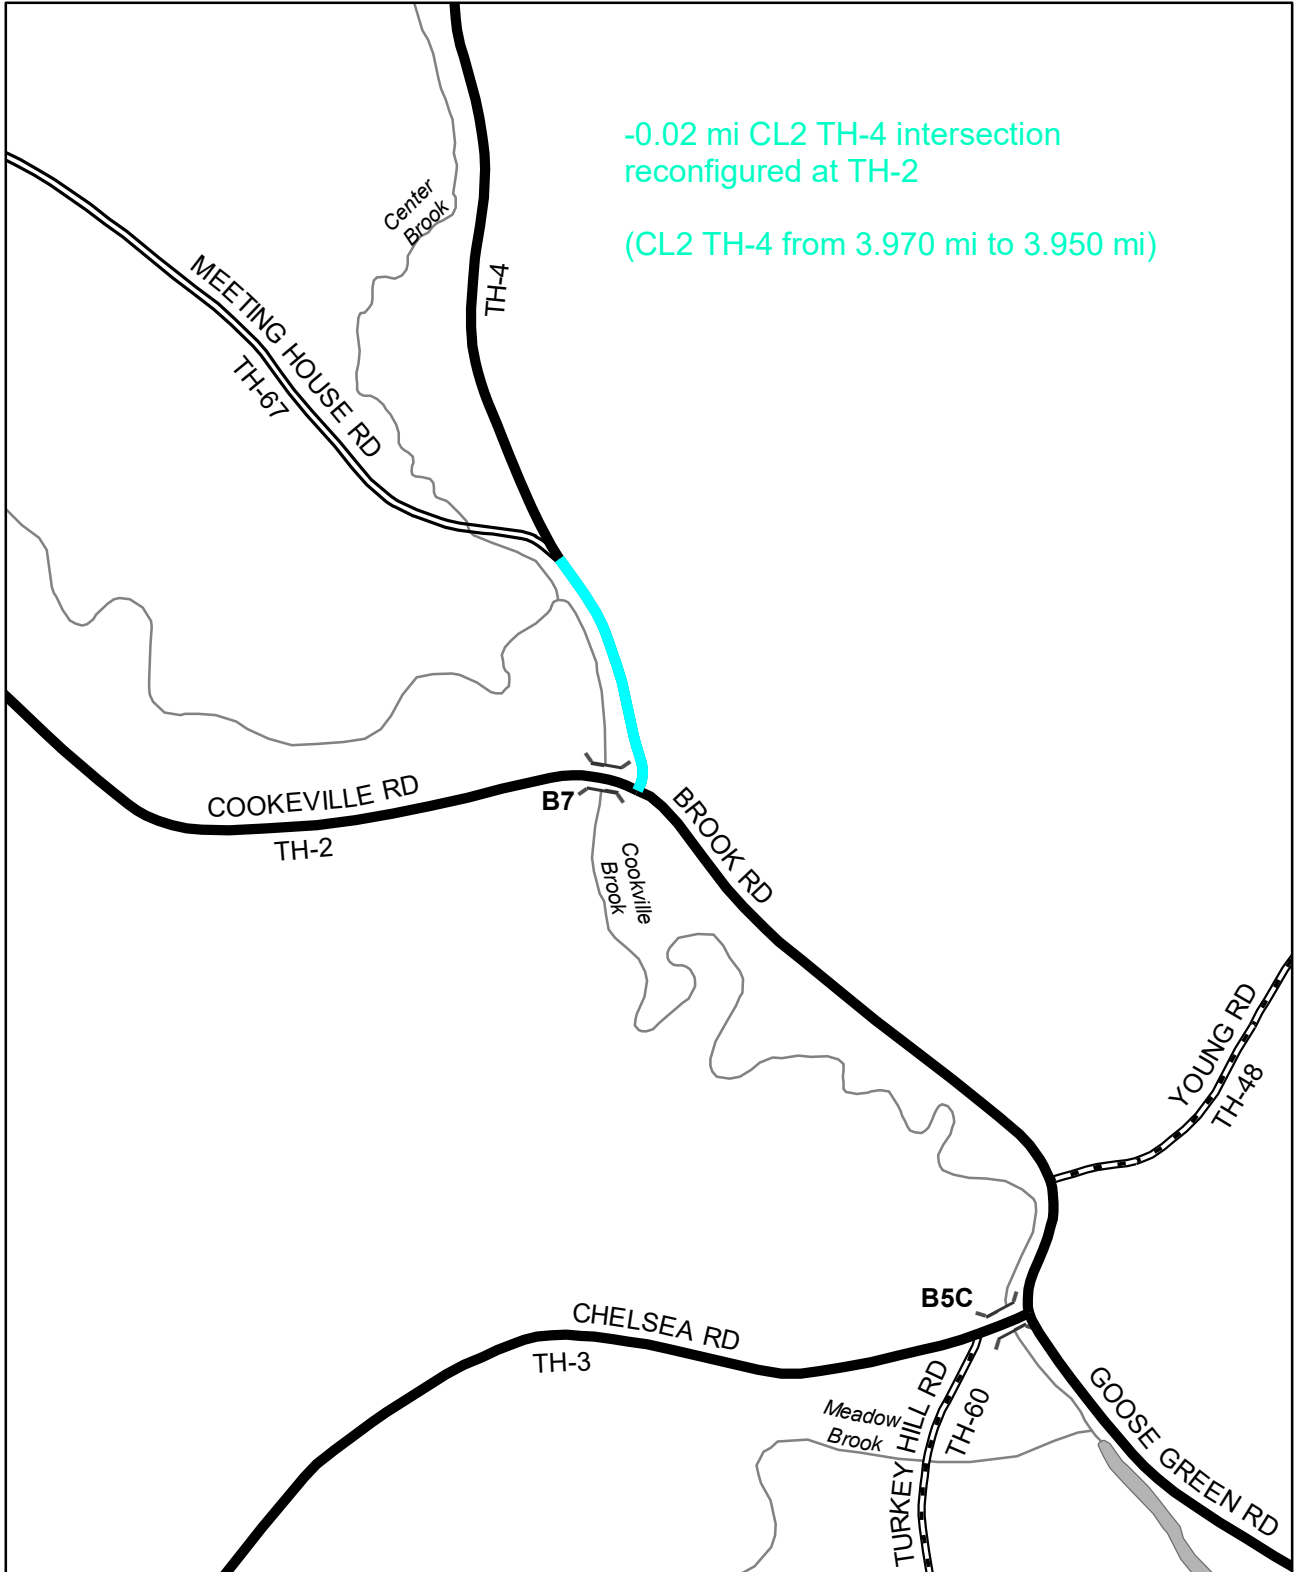 -0.02 mi CL2 TH-4 intersection
reconfigured at TH-2
(CL2 TH-4 from 3.970 mi to 3.950 mi)
Center
Brook
TH-4
MEETING HOUSE RD
TH-67
COOKEVILLE RD
TH-2
B7
BROOK RD
Cookville
Brook
YOUNG RD
TH-48
B5C
CHELSEA RD
TH-3
TURKEY HILL RD
TH-60
Meadow
Brook
GOOSE GREEN RD